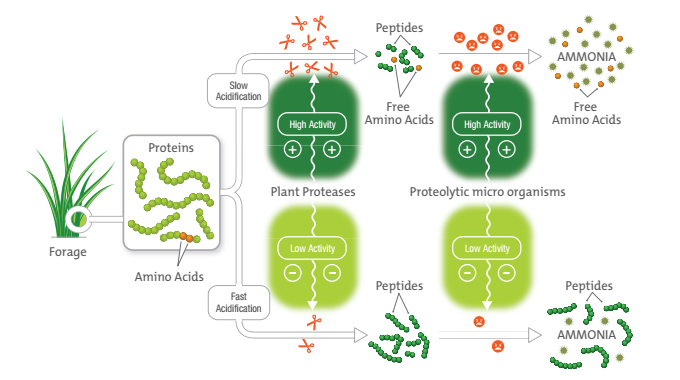 Peptides
Slow
Acidification
AMMONIA
Free
Amino Acids
Free
Amino Acids
High Activity
High Activity
Proteins
Plant Proteases
Proteolytic micro organisms
Forage
Amino Acids
Low Activity
Low Activity
Fast
Acidification
Peptides
Peptides
AMMONIA